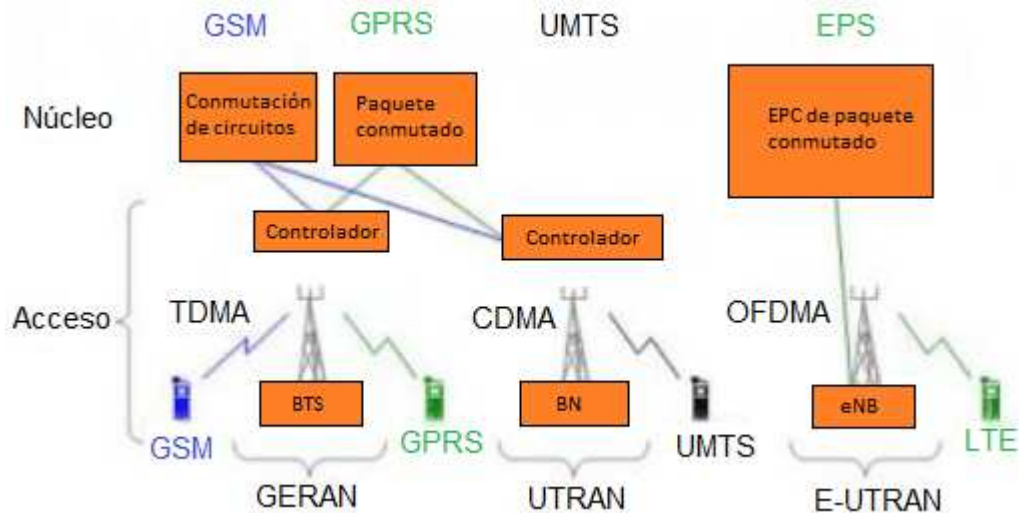 GSM
GPRS
UMTS
EPS
Núcleo
Conmutación
de circuitos
Paquete
conmutado
EPC de paquete
conmutado
Controlador
Controlador
Acceso
TDMA
CDMA
OFDMA
BTS
BN
eNB
GSM
GPRS
UMTS
LTE
GERAN
UTRAN
E-UTRAN